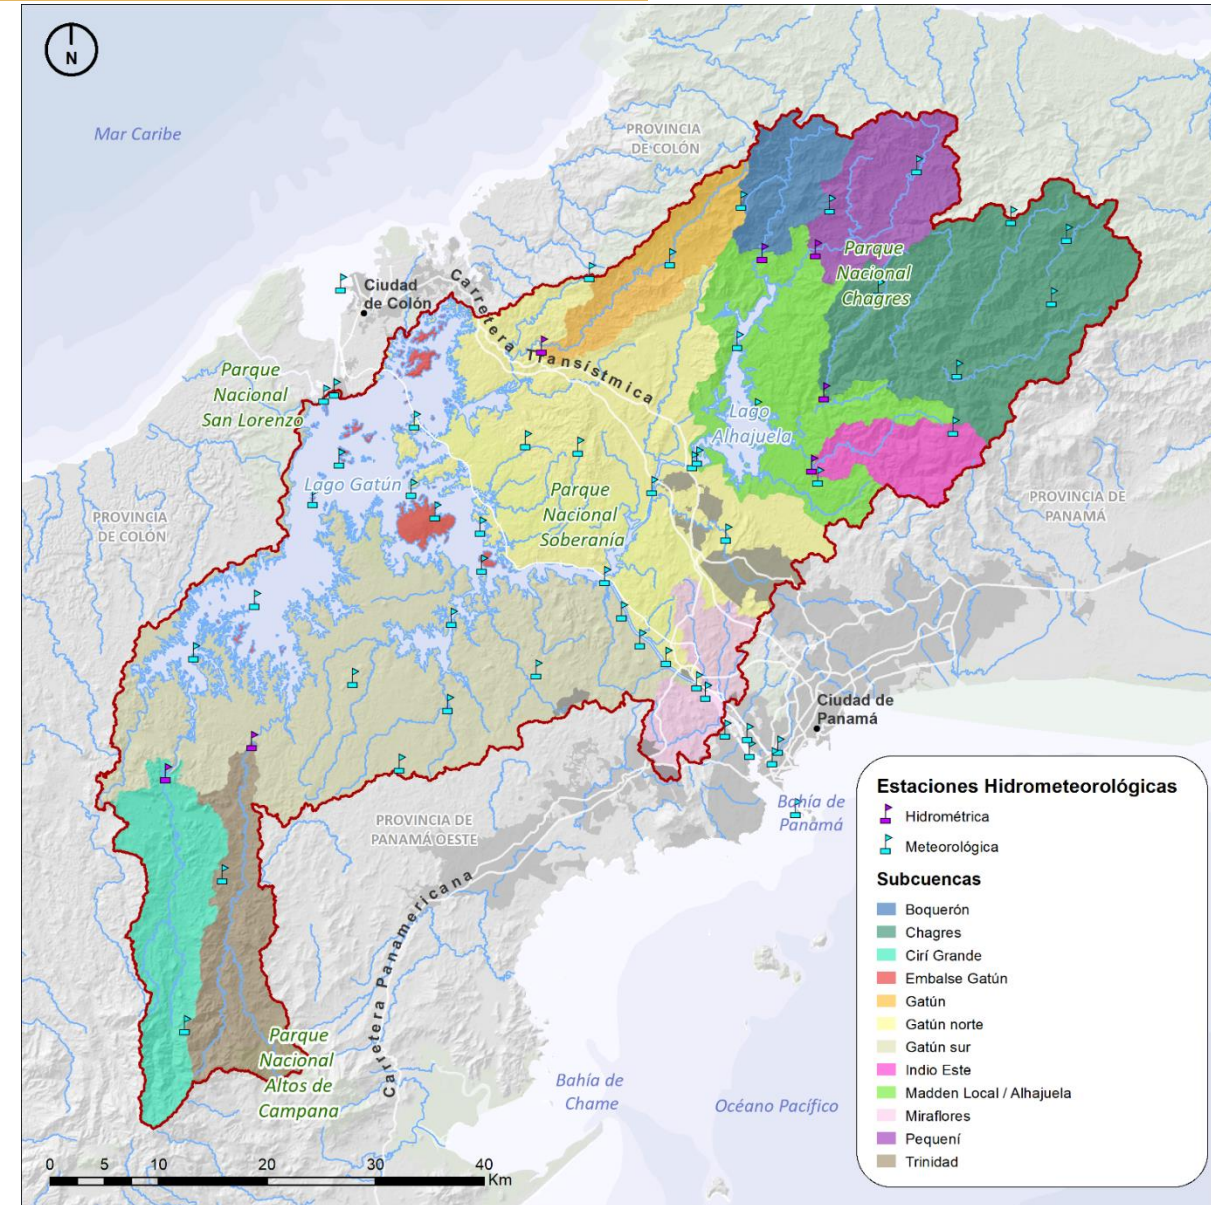 N
Mar Caribe
PROVINCIA
DE COLÓN
Parque
Nacional
Chagres
Ciudad
de Colón
Carretera Transístmica
Parque
Nacional
San Lorenzo
Lago
Alhajuela
Lago Gatún
Parque
Nacional
Soberanía
PROVINCIA
DE COLÓN
PROVINCIA DE
PANAMÁ
Ciudad de
Panamá
Bahía de
Panamá
PROVINCIA DE
PANAMÁ OESTE
Carretera Panamericana
Parque
Nacional
Altos de
Campana
Bahía de
Chame
Océano Pacífico
0 5 10 20 30 40
Km
Estaciones Hidrometeorológicas
Hidrométrica
Meteorológica
Subcuencas
Boquerón
Chagres
Cirí Grande
Embalse Gatún
Gatún
Gatún norte
Gatún sur
Indio Este
Madden Local / Alhajuela
Miraflores
Pequení
Trinidad